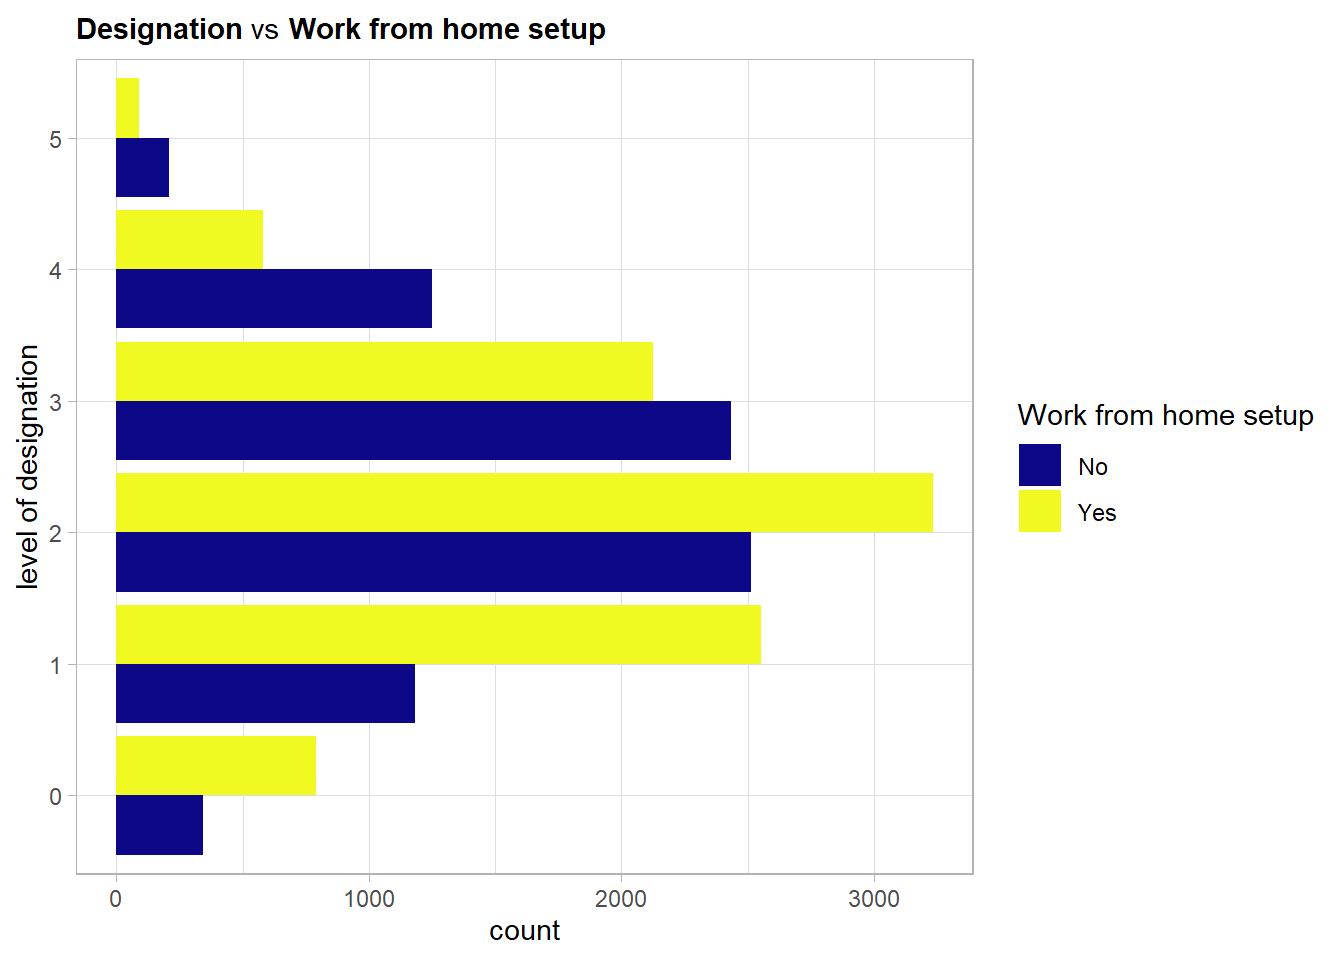 Designation vs Work from home setup
level of designation
5
4
3
2
1
0
0 1000 2000 3000
count
Work from home setup
No
Yes